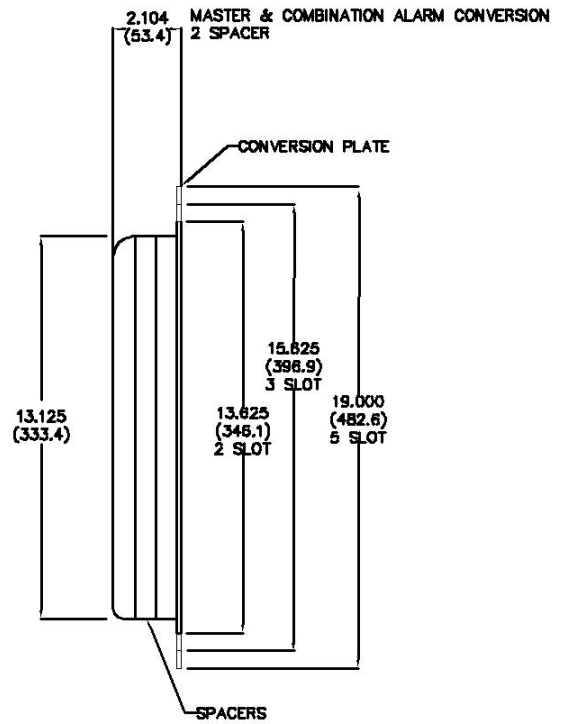 2.104
(53.4)
MASTER & COMBINATION ALARM CONVERSION
2 SPACER
CONVERSION PLATE
15.625
(396.9)
3 SLOT
19.000
(482.6)
5 SLOT
13.125
(333.4)
13.625
(346.1)
2 SLOT
SPACERS